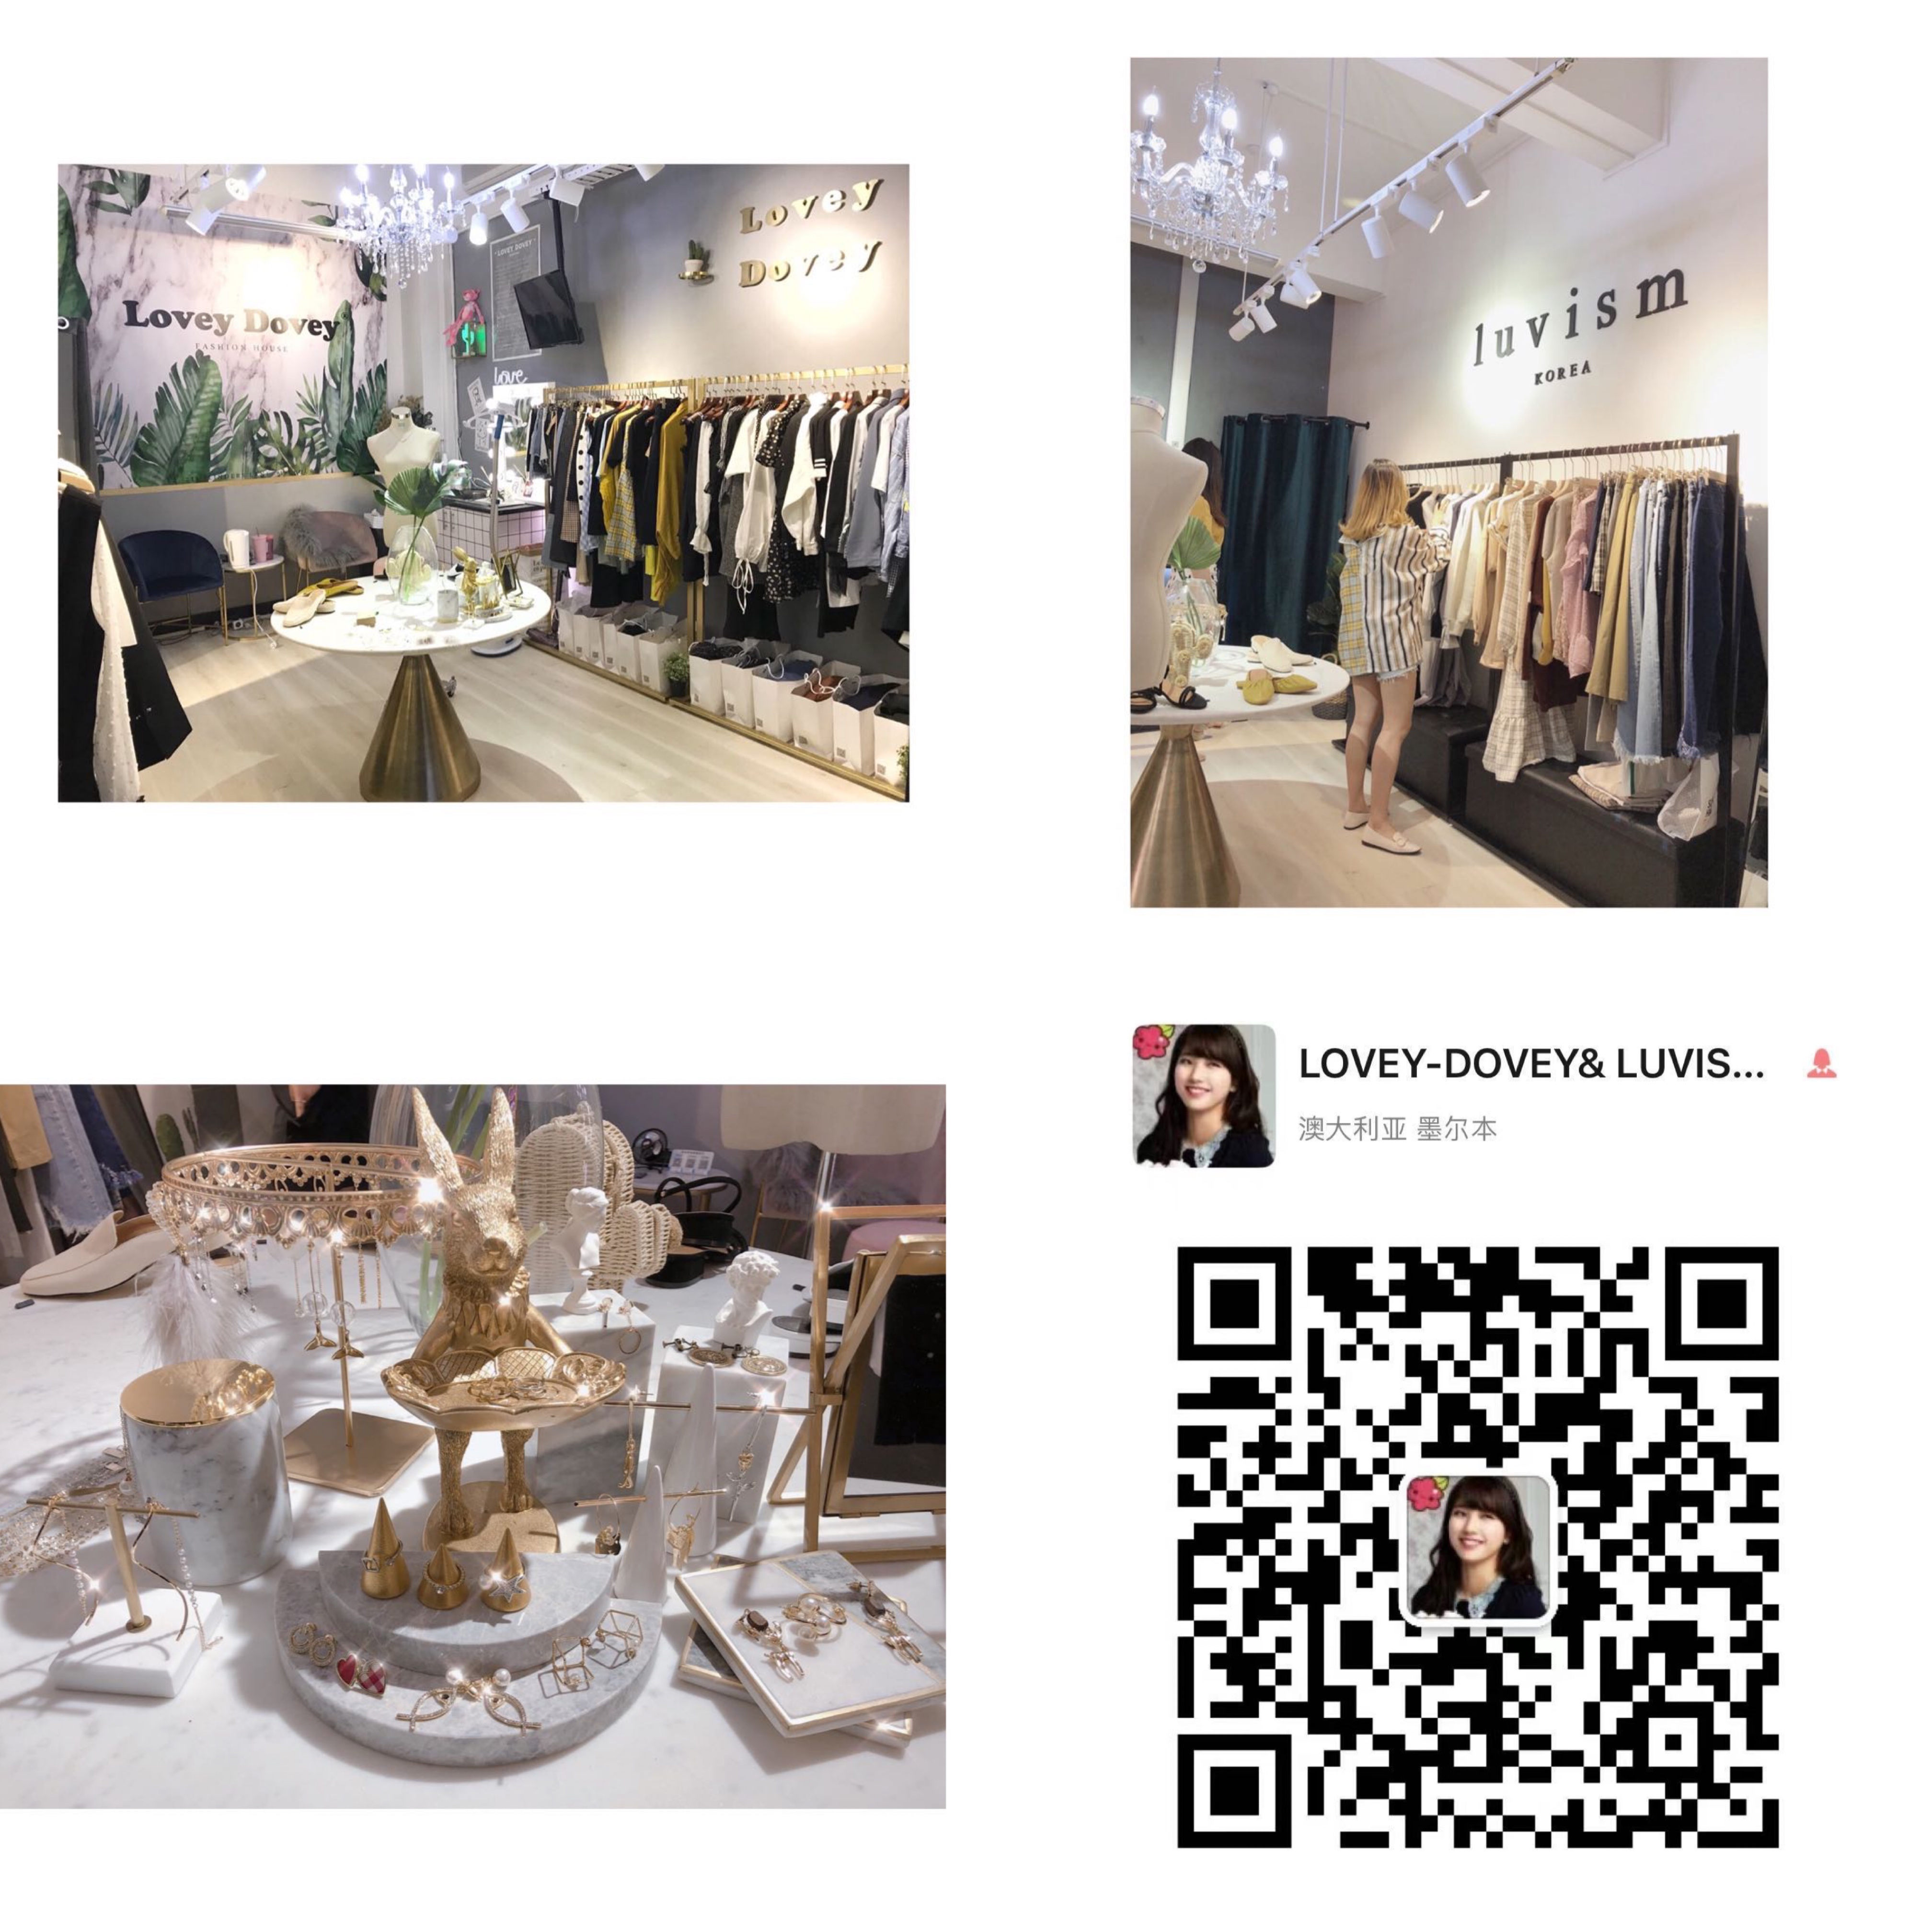 Lovey Dovey
FASHION HOUSE
LOVEY DOVEY
love
Lovey
Dovey
luvism
KOREA
LOVEY-DOVEY& LUVIS...
澳大利亚 墨尔本